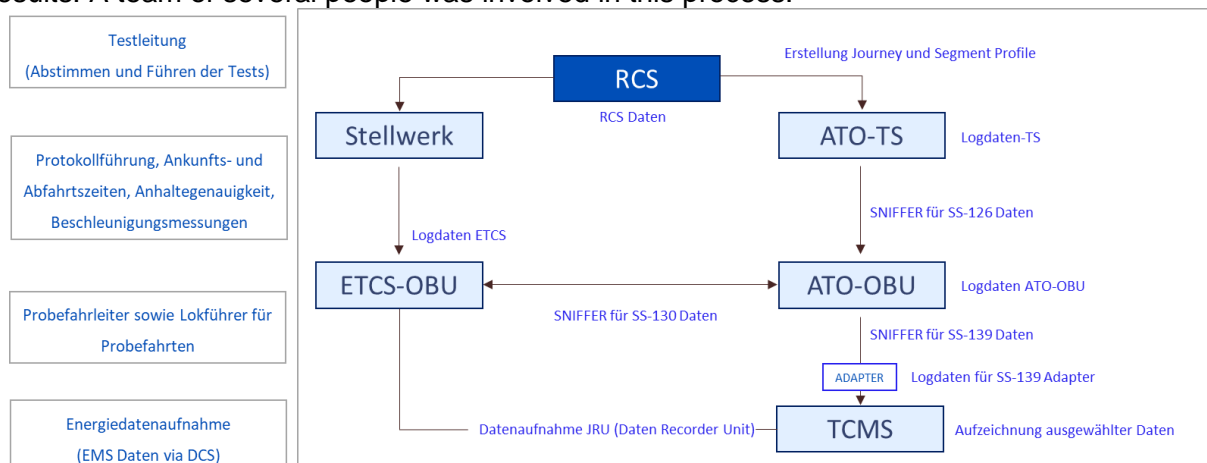 A team of several people was involved in this process.
Testleitung
(Abstimmen und Führen der Tests)
Protokollführung, Ankunfts- und
Abfahrtszeiten, Anhaltegenauigkeit,
Beschleunigungsmessungen
Probefahrleiter sowie Lokführer für
Probefahrten
Energiedatenaufnahme
(EMS Daten via DCS)
RCS
Erstellung Journey und Segment Profile
RCS Daten
Stellwerk
ATO-TS
Logdaten-TS
SNIFFER für SS-126 Daten
Logdaten ETCS
ETCS-OBU
ATO-OBU
Logdaten ATO-OBU
SNIFFER für SS-130 Daten
SNIFFER für SS-139 Daten
ADAPTER
Logdaten für SS-139 Adapter
Datenaufnahme JRU (Daten Recorder Unit)
TCMS
Aufzeichnung ausgewählter Daten